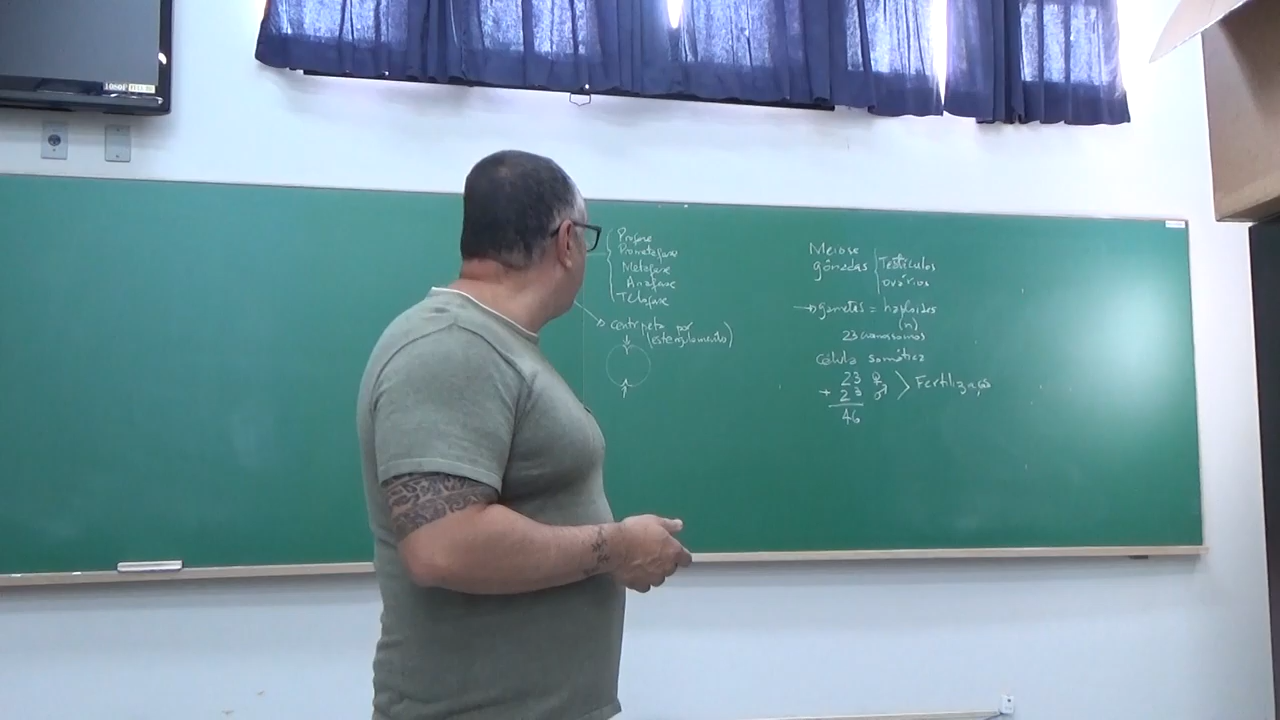 Prófase
Prometáfase
Metáfase
Anáfase
Telófase
centrípeta por
(estrangulamento)
Meiose
gônadas
Testículos
ovários
→ gametas = haploides
(n)
23 cromossomos
Célula somática
23 ♀
+ 23 ♂
46
Fertilização
1080i